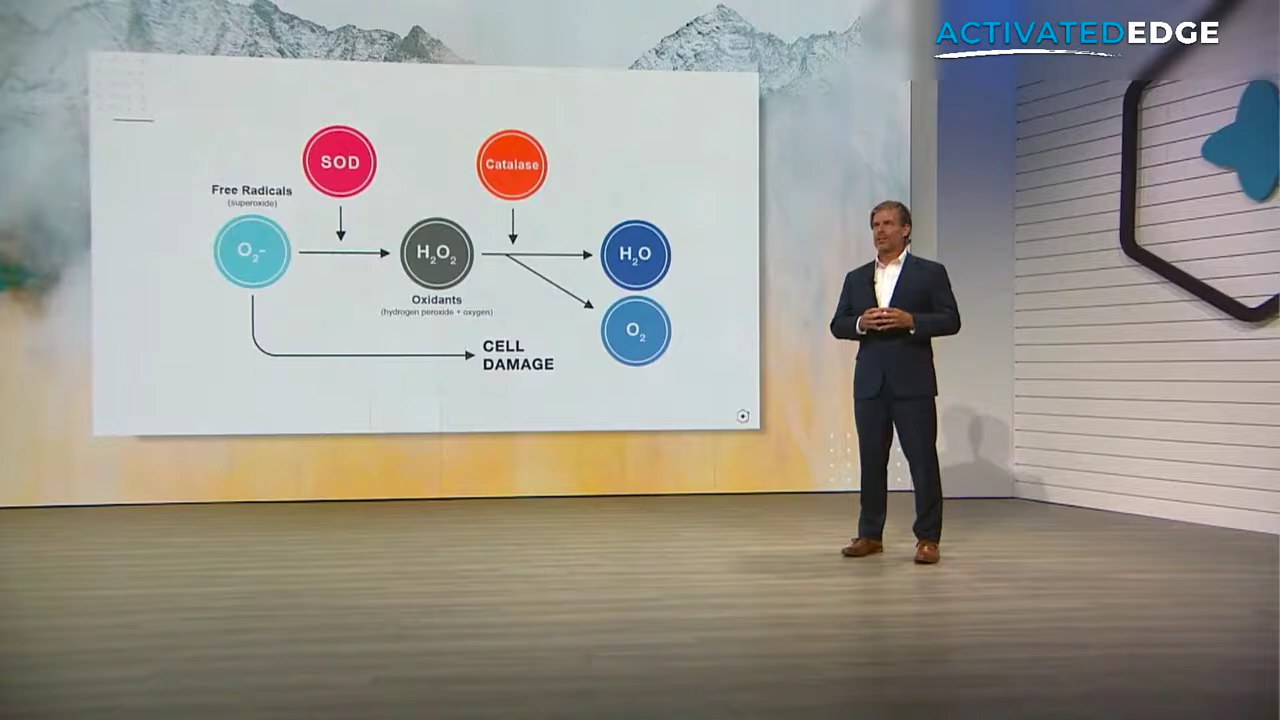 ACTIVATEDEDGE
SOD
Catalase
Free Radicals
(superoxide)
O₂-
H₂O₂
H₂O
Oxidants
(hydrogen peroxide + oxygen)
O₂
CELL
DAMAGE